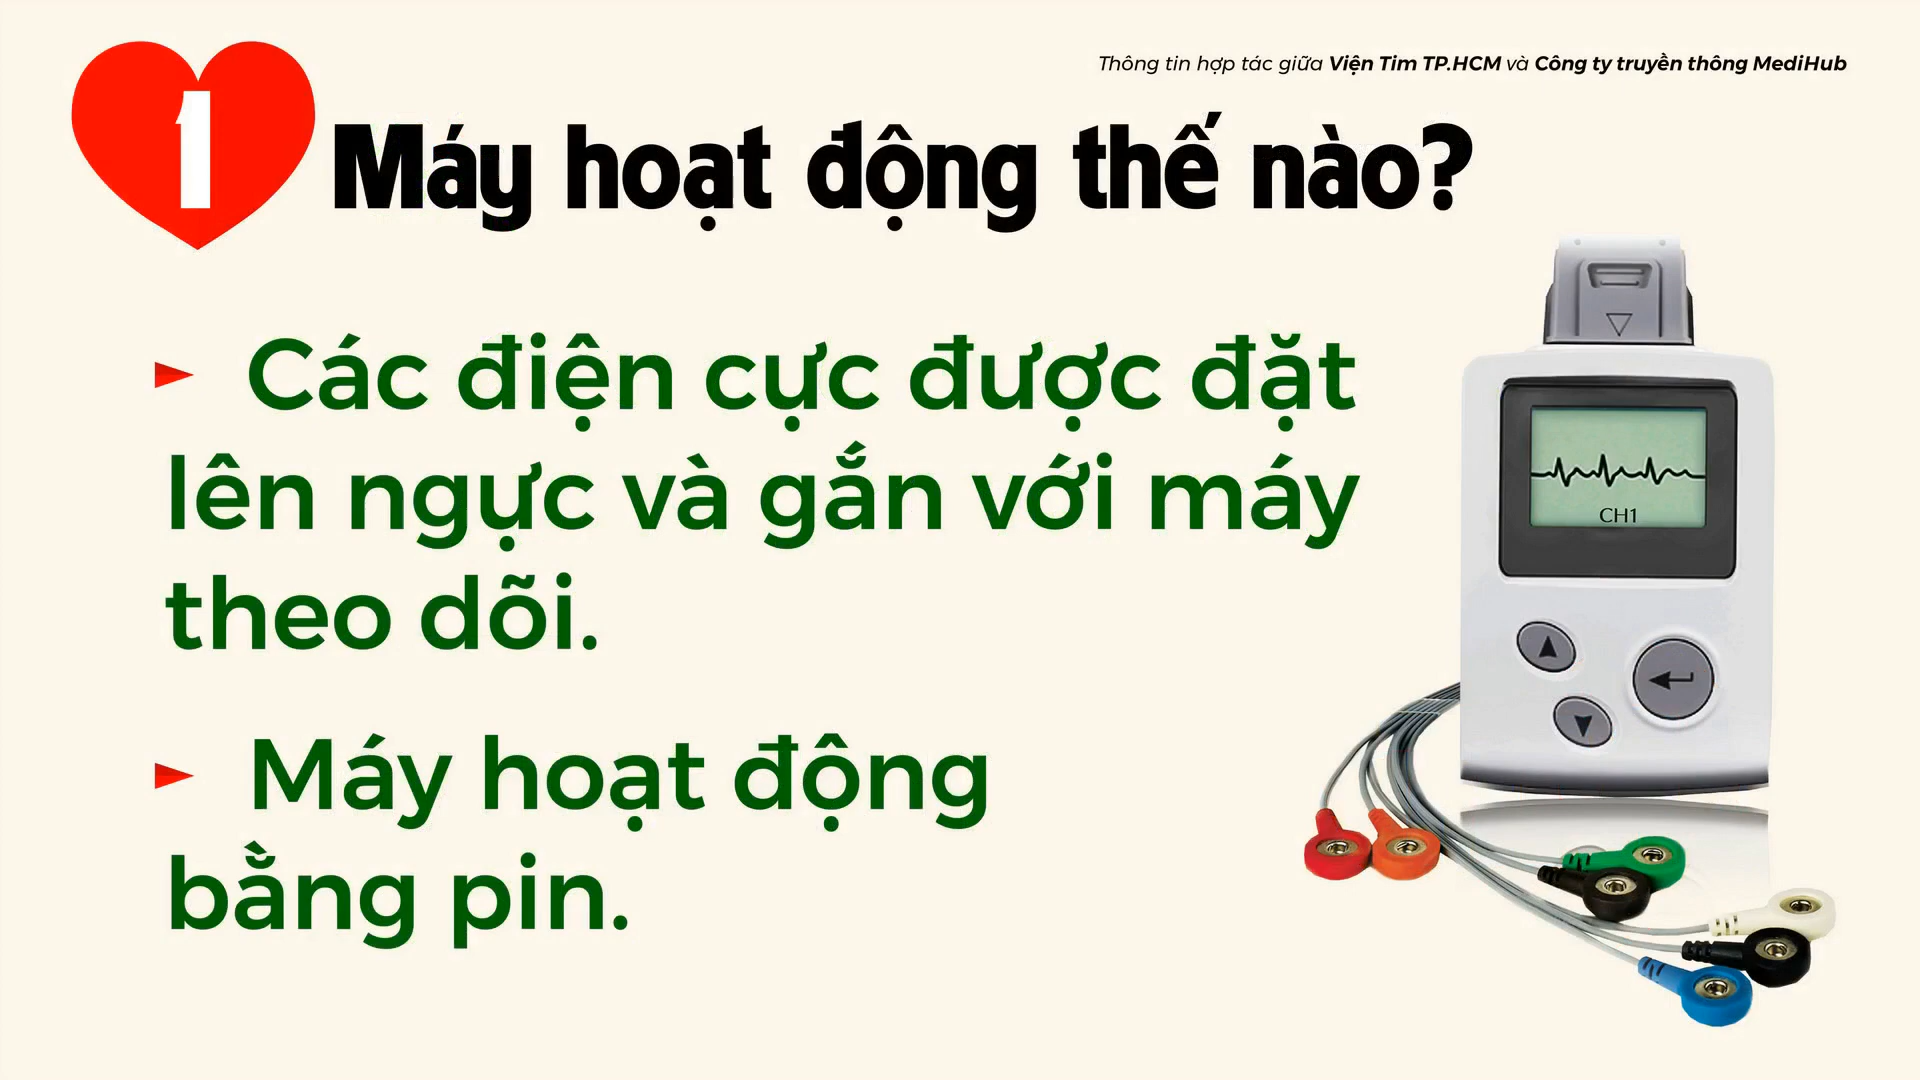 Thông tin hợp tác giữa Viện Tim TP.HCM và Công ty truyền thông MediHub
1
Máy hoạt động thế nào?
Các điện cực được đặt
lên ngực và gắn với máy
theo dõi.
Máy hoạt động
bằng pin.
CH1